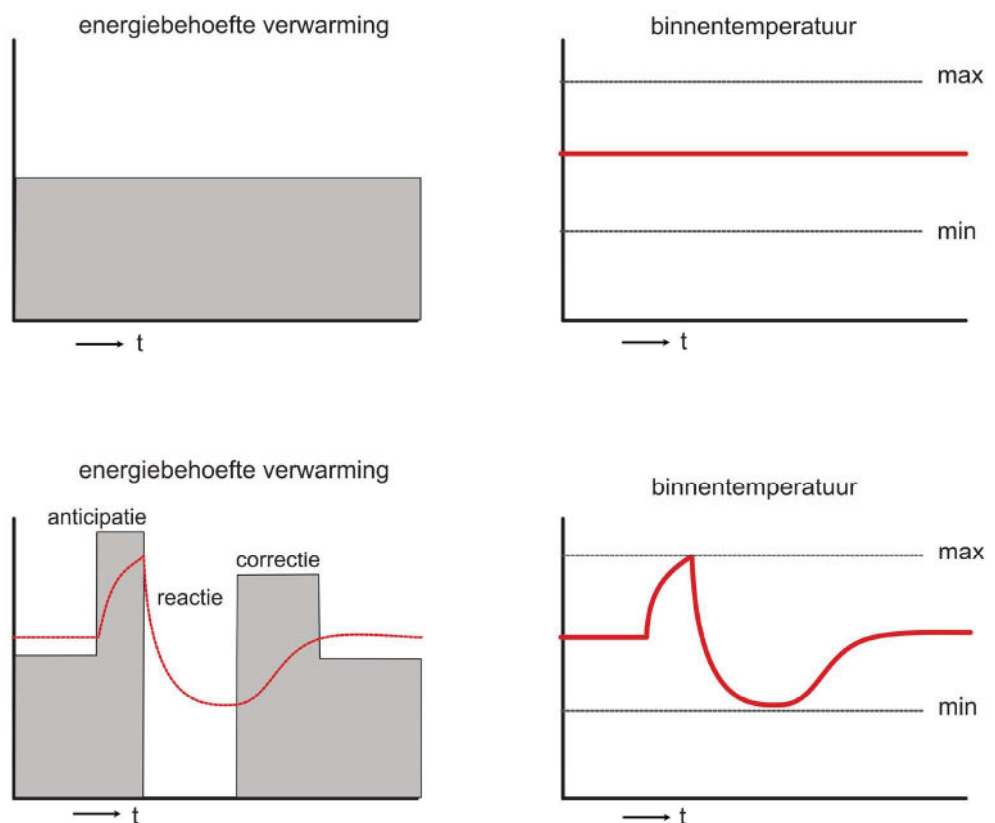 energiebehoefte verwarming
binnentemperatuur
max
min
t
t
energiebehoefte verwarming
binnentemperatuur
anticipatie
correctie
reactie
max
min
t
t